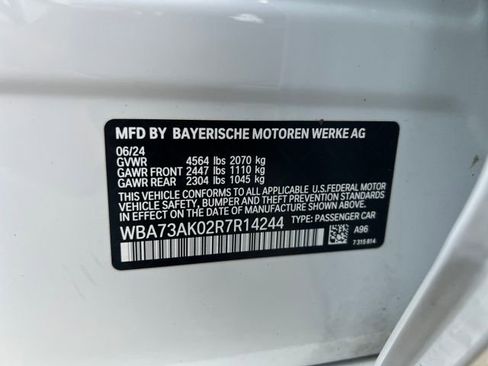 MFD BY BAYERISCHE MOTOREN WERKE AG
06/24
GVWR 4564 lbs 2070 kg
GAWR FRONT 2447 lbs 1110 kg
GAWR REAR 2304 lbs 1045 kg
THIS VEHICLE CONFORMS TO ALL APPLICABLE U.S.FEDERAL MOTOR
VEHICLE SAFETY, BUMPER,AND THEFT PREVENTION STANDARDS
IN EFFECT ON THE DATE OF MANUFACTURE SHOWN ABOVE.
WBA73AK02R7R14244 TYPE: PASSENGER CAR
A96
7 315 814